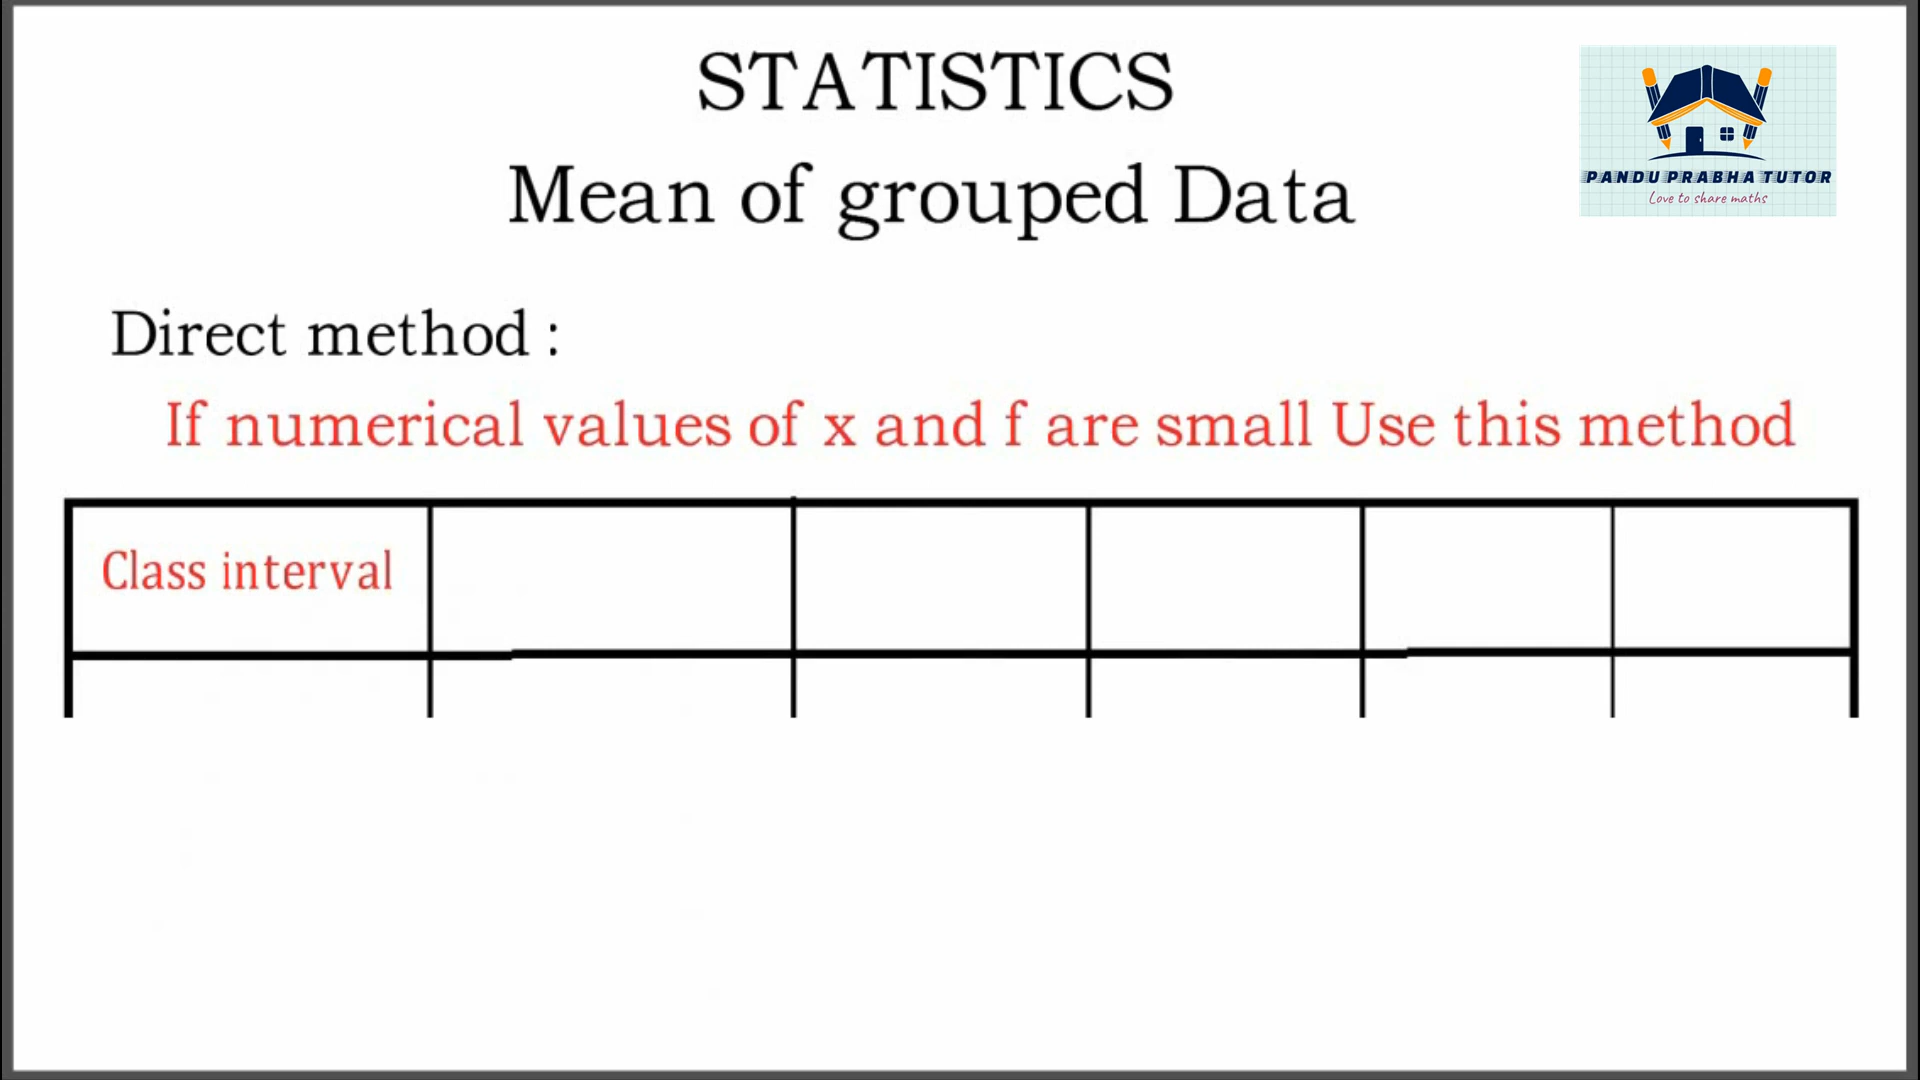 STATISTICS
Mean of grouped Data
PANDU PRABHA TUTOR
Love to share maths
Direct method :
If numerical values of x and f are small Use this method
Class interval